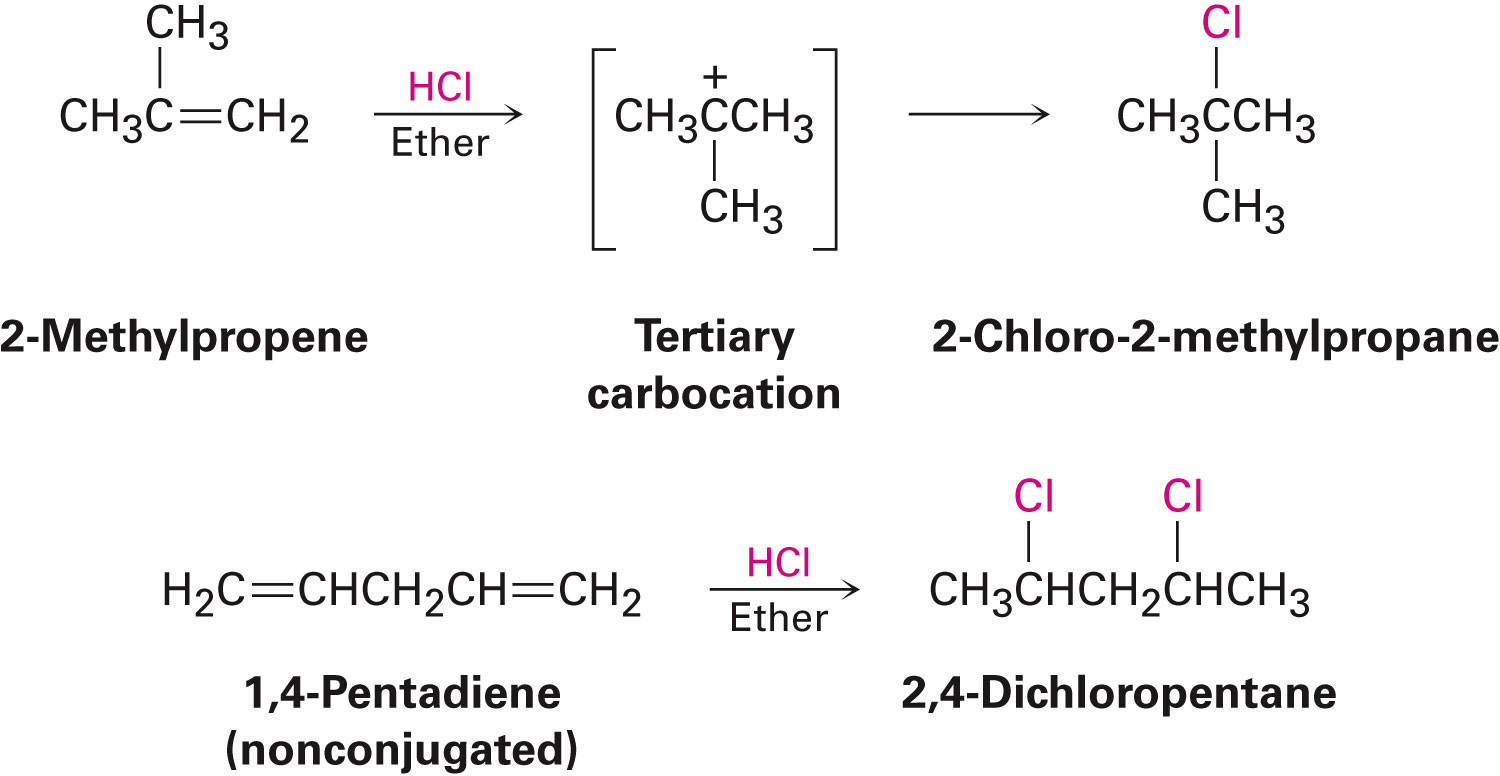 CH3
CH3C=CH2
HCl
Ether
+
CH3CCH3
CH3
Cl
CH3CCH3
CH3
2-Methylpropene
Tertiary
carbocation
2-Chloro-2-methylpropane
H2C=CHCH2CH=CH2
HCl
Ether
Cl Cl
CH3CHCH2CHCH3
1,4-Pentadiene
(nonconjugated)
2,4-Dichloropentane